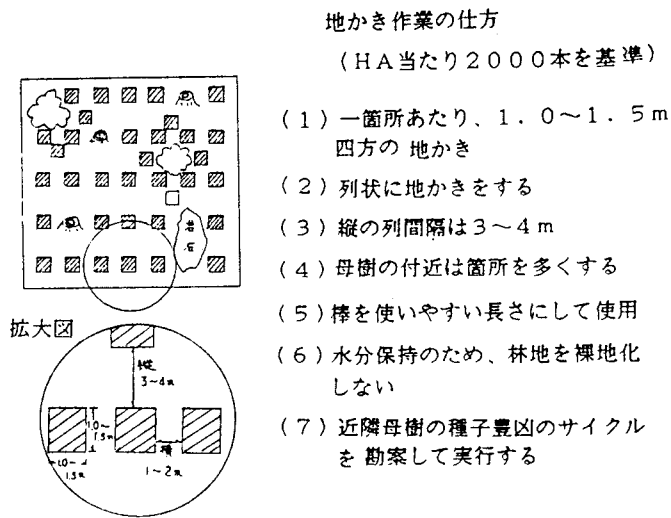 地かき作業の仕方
（ＨＡ当たり２０００本を基準）
（１）一箇所あたり、１．０～１．５ｍ
四方の 地かき
（２）列状に地かきをする
（３）縦の列間隔は３～４ｍ
（４）母樹の付近は箇所を多くする
（５）棒を使いやすい長さにして使用
（６）水分保持のため、林地を裸地化
しない
（７）近隣母樹の種子豊凶のサイクル
を 勘案して実行する
岩石
拡大図
縦
3～4m
1.0～
1.5m
横
1～2m
1.0～
1.5m